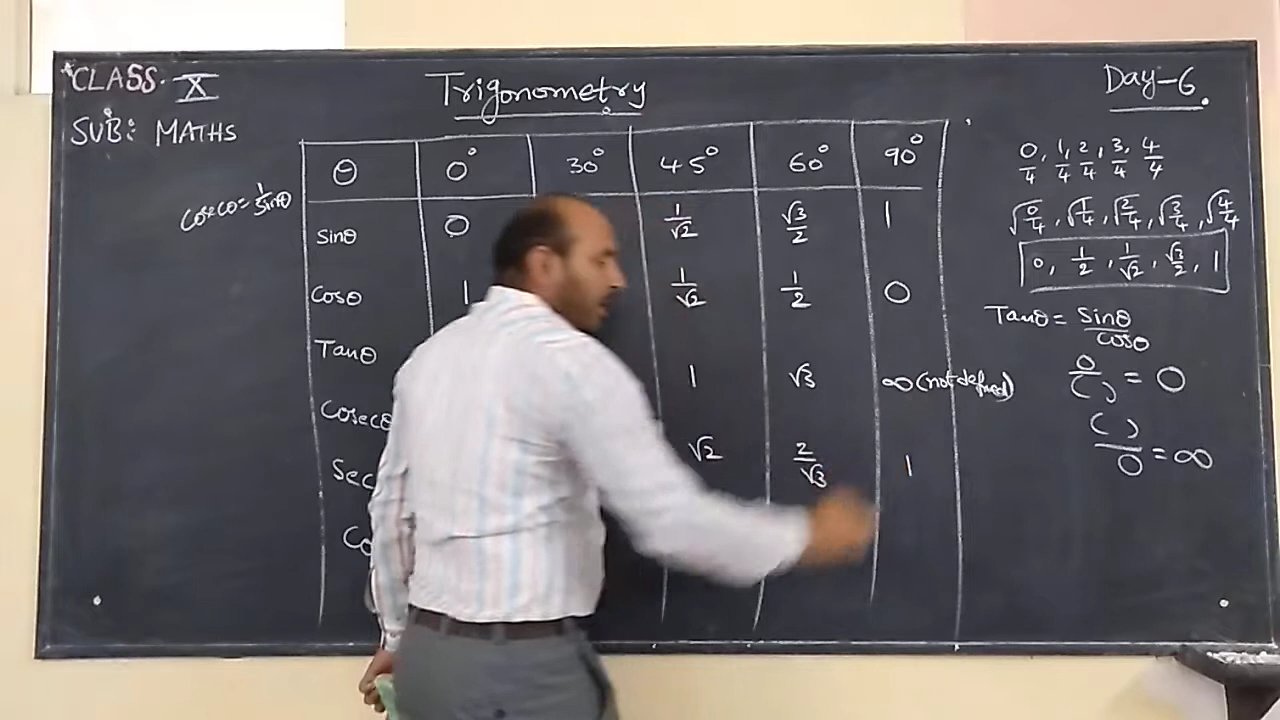 CLASS. X
SUB: MATHS
Trigonometry
Day-6
Cosecθ = 1/sinθ
θ 0° 30° 45° 60° 90°
Sinθ 0 1/√2 √3/2 1
Cosθ 1 1/√2 1/2 0
Tanθ 1 √3 ∞ (not defined)
Cosecθ √2 2/√3 1
Sec
Co
0/4, 1/4, 2/4, 3/4, 4/4
√0/4, √1/4, √2/4, √3/4, √4/4
0, 1/2, 1/√2, √3/2, 1
Tanθ = Sinθ/cosθ
0/( ) = 0
( )/0 = ∞